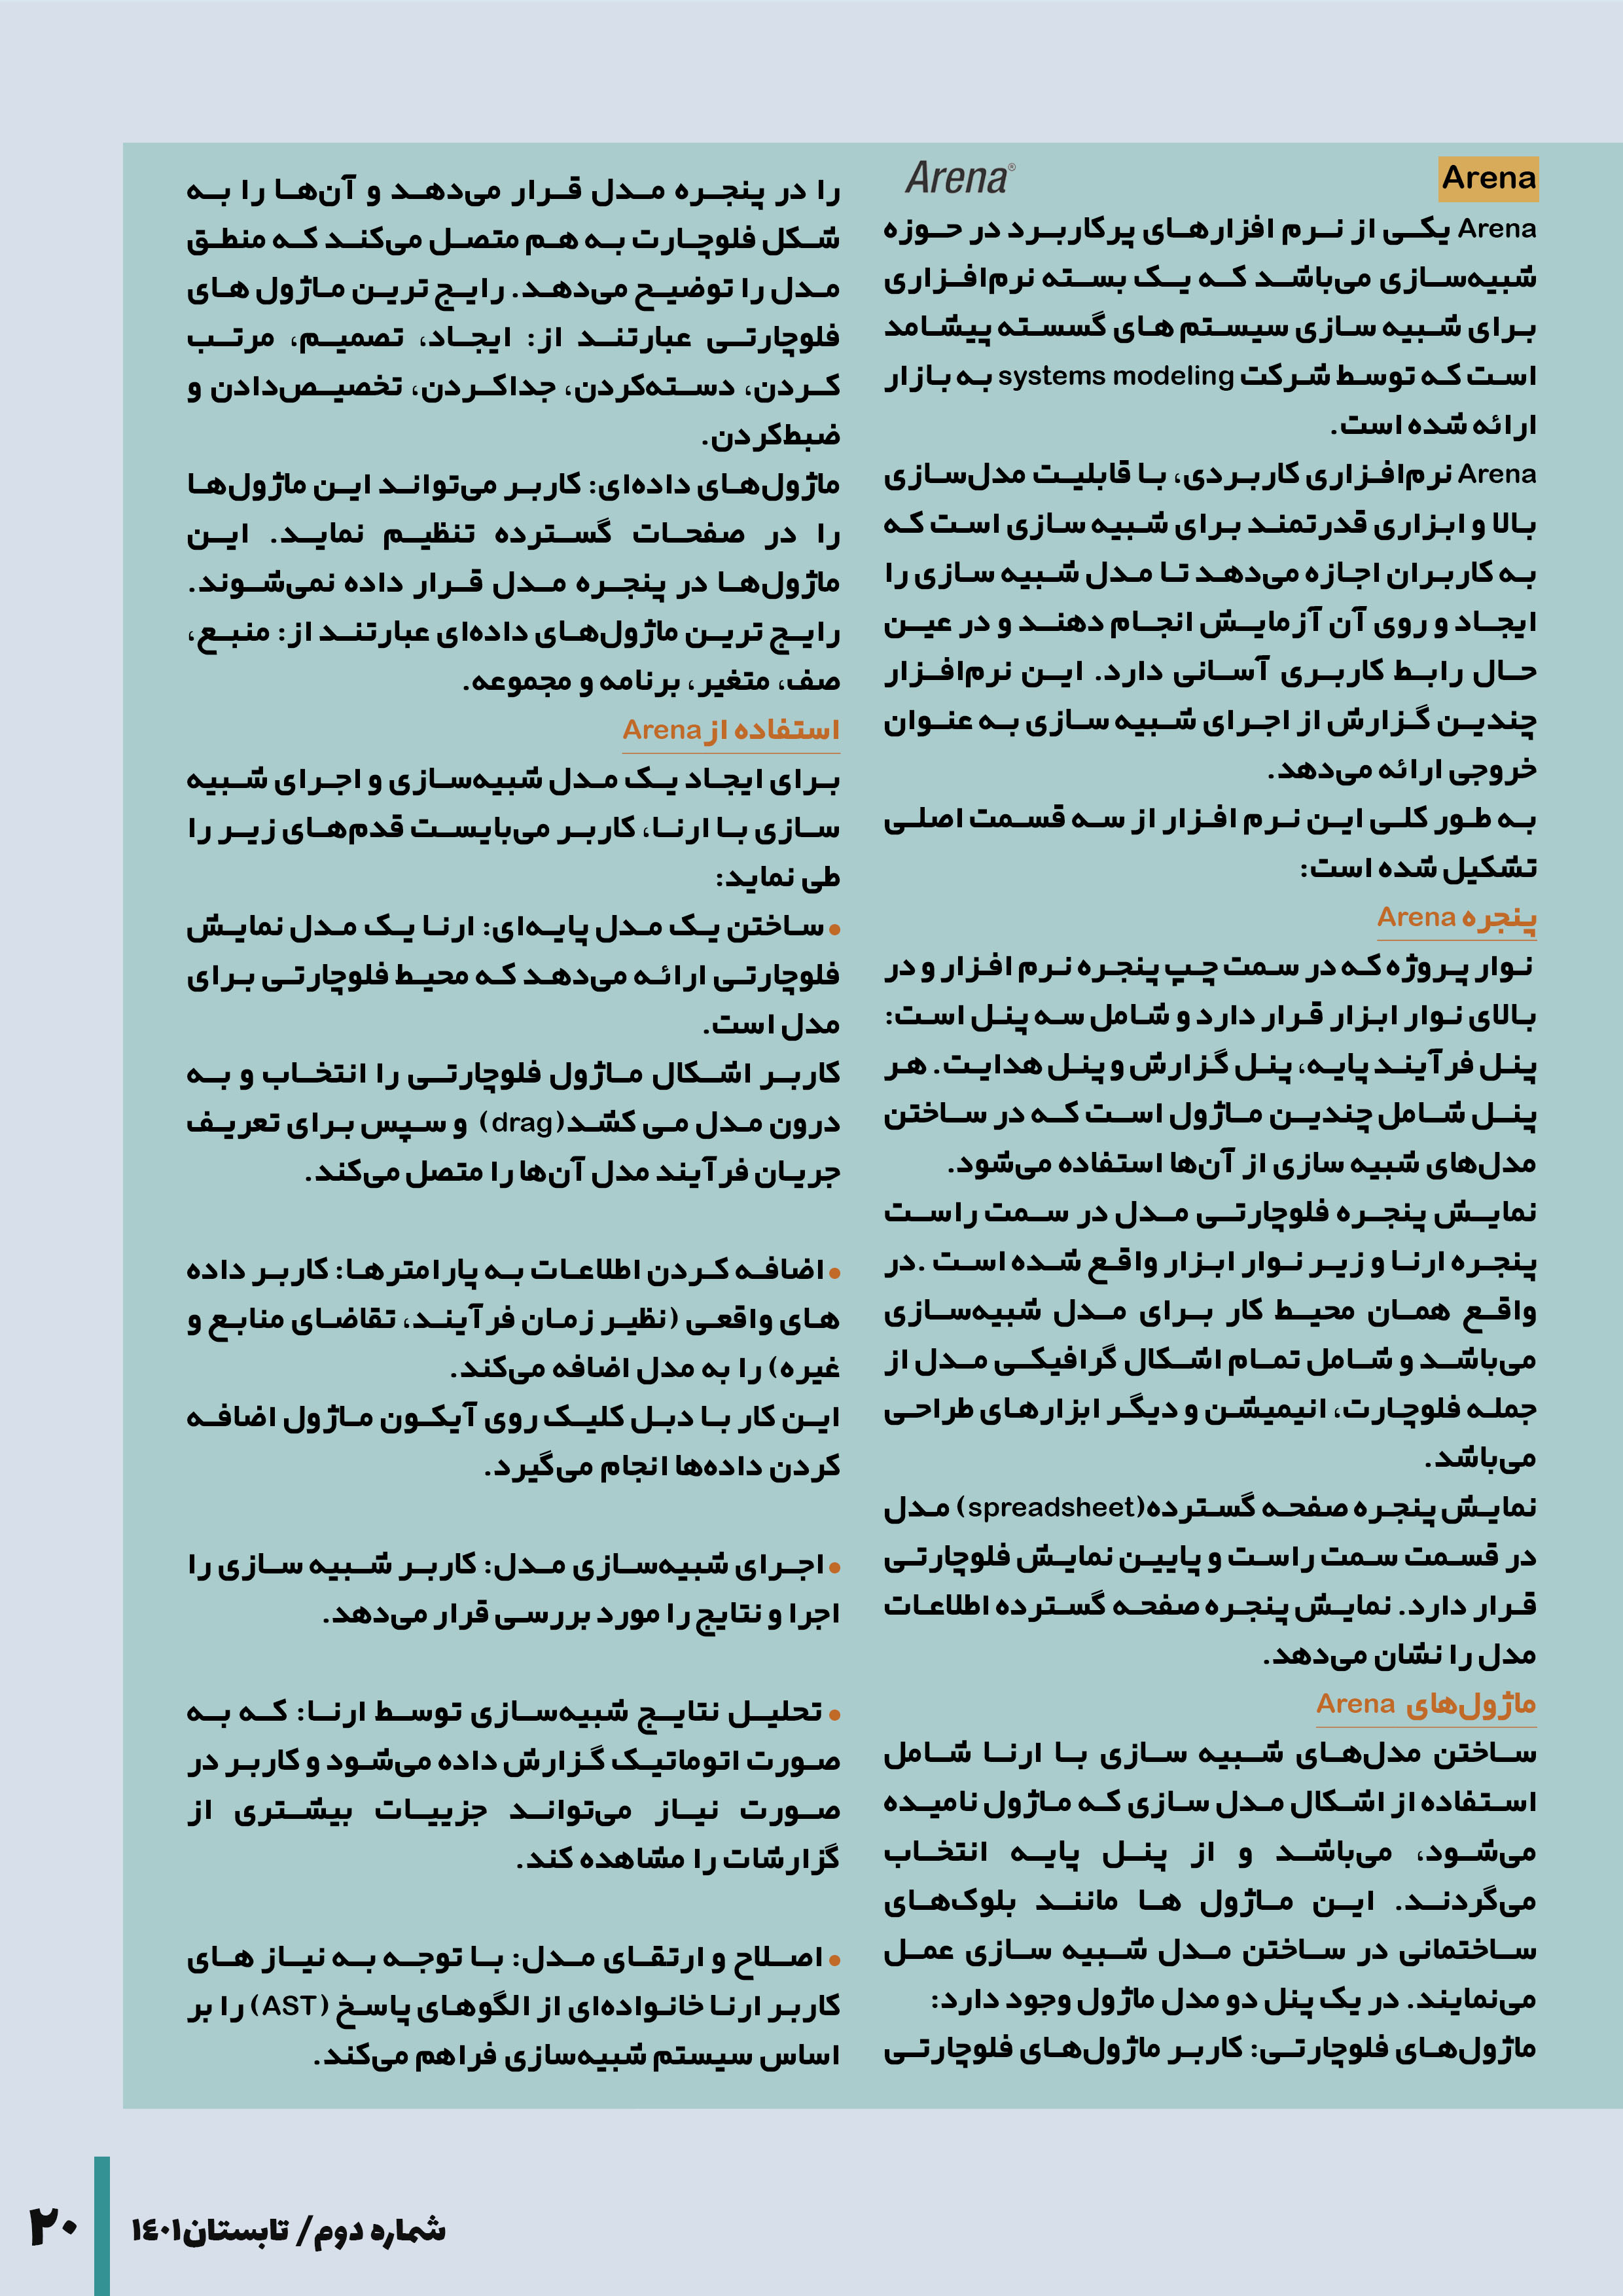 Arena
Arena®
Arena یکی از نرم افزارهای پرکاربرد در حوزه
شبیه‌سازی می‌باشد که یک بسته نرم‌افزاری
برای شبیه سازی سیستم های گسسته پیشامد
است که توسط شرکت systems modeling به بازار
ارائه شده است.
Arena نرم‌افزاری کاربردی، با قابلیت مدل‌سازی
بالا و ابزاری قدرتمند برای شبیه سازی است که
به کاربران اجازه می‌دهد تا مدل شبیه سازی را
ایجاد و روی آن آزمایش انجام دهند و در عین
حال رابط کاربری آسانی دارد. این نرم‌افزار
چندین گزارش از اجرای شبیه سازی به عنوان
خروجی ارائه می‌دهد.
به طور کلی این نرم افزار از سه قسمت اصلی
تشکیل شده است:
پنجره Arena
نوار پروژه که در سمت چپ پنجره نرم افزار و در
بالای نوار ابزار قرار دارد و شامل سه پنل است:
پنل فرآیند پایه، پنل گزارش و پنل هدایت. هر
پنل شامل چندین ماژول است که در ساختن
مدل‌های شبیه سازی از آن‌ها استفاده می‌شود.
نمایش پنجره فلوچارتی مدل در سمت راست
پنجره ارنا و زیر نوار ابزار واقع شده است .در
واقع همان محیط کار برای مدل شبیه‌سازی
می‌باشد و شامل تمام اشکال گرافیکی مدل از
جمله فلوچارت، انیمیشن و دیگر ابزارهای طراحی
می‌باشد.
نمایش پنجره صفحه گسترده(spreadsheet) مدل
در قسمت سمت راست و پایین نمایش فلوچارتی
قرار دارد. نمایش پنجره صفحه گسترده اطلاعات
مدل را نشان می‌دهد.
ماژول‌های Arena
ساختن مدل‌های شبیه سازی با ارنا شامل
استفاده از اشکال مدل سازی که ماژول نامیده
می‌شود، می‌باشد و از پنل پایه انتخاب
می‌گردند. این ماژول ها مانند بلوک‌های
ساختمانی در ساختن مدل شبیه سازی عمل
می‌نمایند. در یک پنل دو مدل ماژول وجود دارد:
ماژول‌های فلوچارتی: کاربر ماژول‌های فلوچارتی
را در پنجره مدل قرار می‌دهد و آن‌ها را به
شکل فلوچارت به هم متصل می‌کند که منطق
مدل را توضیح می‌دهد. رایج ترین ماژول های
فلوچارتی عبارتند از: ایجاد، تصمیم، مرتب
کردن، دسته‌کردن، جداکردن، تخصیص‌دادن و
ضبط‌کردن.
ماژول‌های داده‌ای: کاربر می‌تواند این ماژول‌ها
را در صفحات گسترده تنظیم نماید. این
ماژول‌ها در پنجره مدل قرار داده نمی‌شوند.
رایج ترین ماژول‌های داده‌ای عبارتند از: منبع،
صف، متغیر، برنامه و مجموعه.
استفاده از Arena
برای ایجاد یک مدل شبیه‌سازی و اجرای شبیه
سازی با ارنا، کاربر می‌بایست قدم‌های زیر را
طی نماید:
• ساختن یک مدل پایه‌ای: ارنا یک مدل نمایش
فلوچارتی ارائه می‌دهد که محیط فلوچارتی برای
مدل است.
کاربر اشکال ماژول فلوچارتی را انتخاب و به
درون مدل می کشد(drag) و سپس برای تعریف
جریان فرآیند مدل آن‌ها را متصل می‌کند.
• اضافه کردن اطلاعات به پارامترها: کاربر داده
های واقعی (نظیر زمان فرآیند، تقاضای منابع و
غیره) را به مدل اضافه می‌کند.
این کار با دبل کلیک روی آیکون ماژول اضافه
کردن داده‌ها انجام می‌گیرد.
• اجرای شبیه‌سازی مدل: کاربر شبیه سازی را
اجرا و نتایج را مورد بررسی قرار می‌دهد.
• تحلیل نتایج شبیه‌سازی توسط ارنا: که به
صورت اتوماتیک گزارش داده می‌شود و کاربر در
صورت نیاز می‌تواند جزییات بیشتری از
گزارشات را مشاهده کند.
• اصلاح و ارتقای مدل: با توجه به نیاز های
کاربر ارنا خانواده‌ای از الگوهای پاسخ (AST) را بر
اساس سیستم شبیه‌سازی فراهم می‌کند.
شماره دوم/ تابستان۱۴۰۱
۲۰